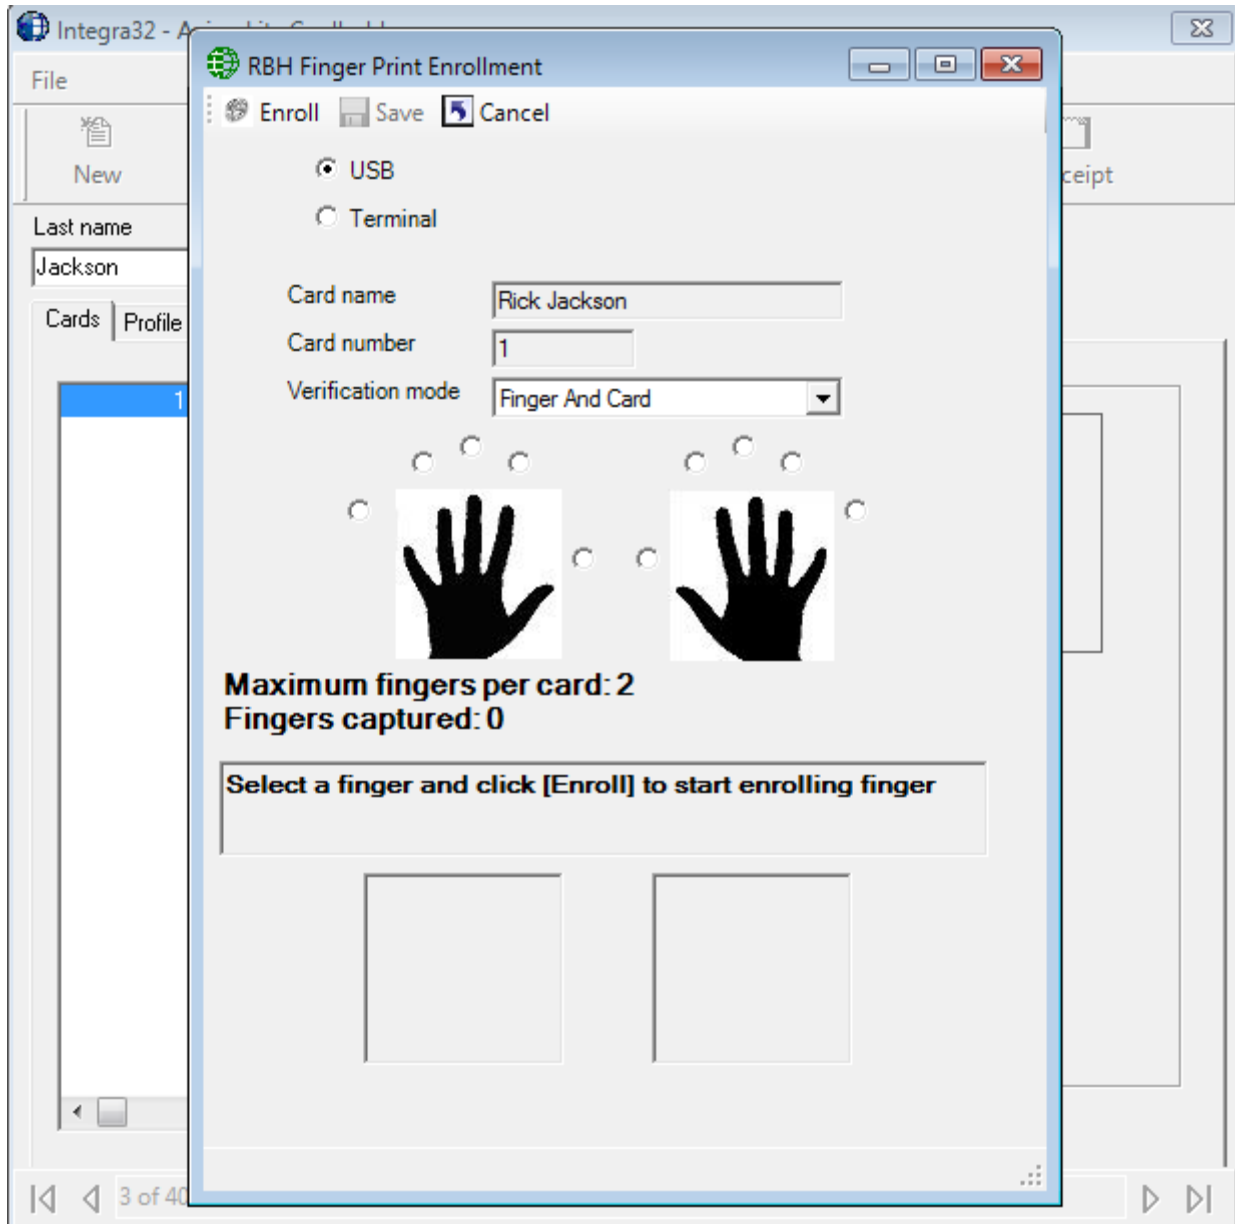 Integra32 -
RBH Finger Print Enrollment
File
Enroll Save Cancel
New
USB
Terminal
Last name
Jackson
Cards Profile
Card name Rick Jackson
Card number 1
Verification mode Finger And Card
1
Maximum fingers per card: 2
Fingers captured: 0
Select a finger and click [Enroll] to start enrolling finger
3 of 40